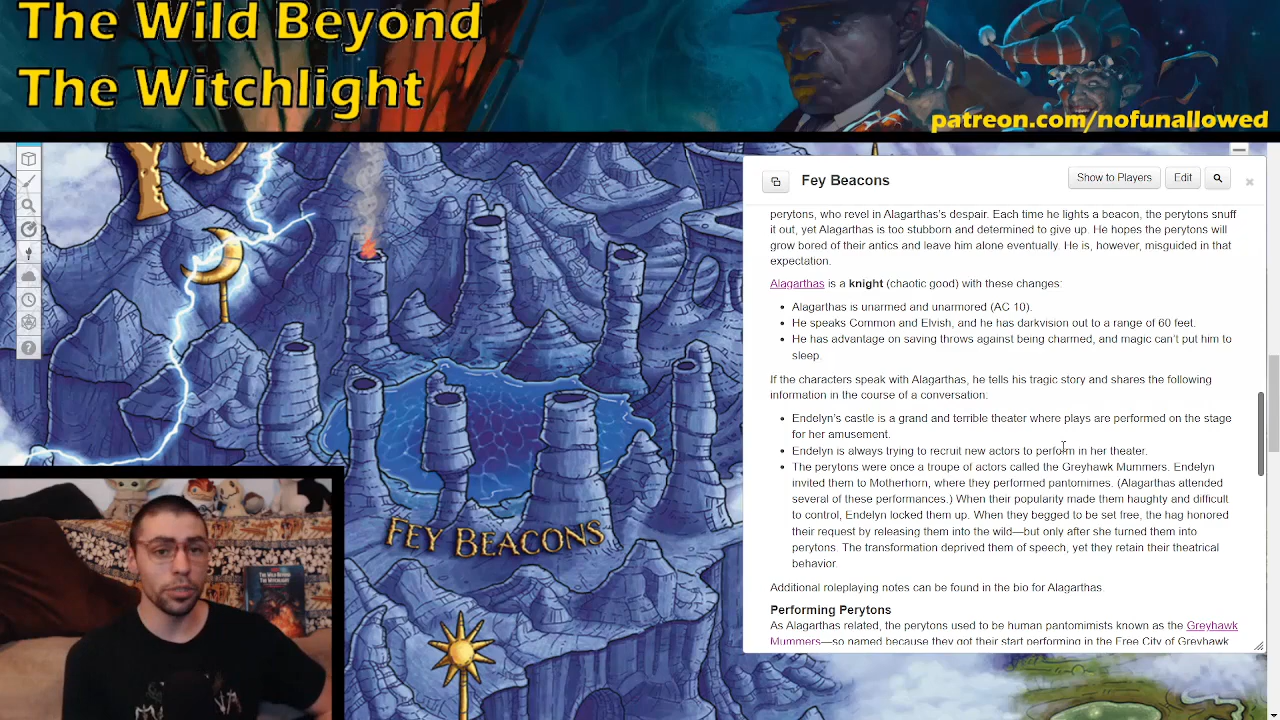 The Wild Beyond
The Witchlight
patreon.com/nofunallowed
YO
Fey Beacons
Show to Players
Edit
perytons, who revel in Alagarthas's despair. Each time he lights a beacon, the perytons snuff
it out, yet Alagarthas is too stubborn and determined to give up. He hopes the perytons will
grow bored of their antics and leave him alone eventually. He is, however, misguided in that
expectation.
Alagarthas is a knight (chaotic good) with these changes:
• Alagarthas is unarmed and unarmored (AC 10).
• He speaks Common and Elvish, and he has darkvision out to a range of 60 feet.
• He has advantage on saving throws against being charmed, and magic can't put him to
sleep.
If the characters speak with Alagarthas, he tells his tragic story and shares the following
information in the course of a conversation.
• Endelyn's castle is a grand and terrible theater where plays are performed on the stage
for her amusement.
• Endelyn is always trying to recruit new actors to perform in her theater.
• The perytons were once a troupe of actors called the Greyhawk Mummers. Endelyn
invited them to Motherhorn, where they performed pantomimes. (Alagarthas attended
several of these performances.) When their popularity made them haughty and difficult
to control, Endelyn locked them up. When they begged to be set free, the hag honored
their request by releasing them into the wild—but only after she turned them into
perytons. The transformation deprived them of speech, yet they retain their theatrical
behavior.
Additional roleplaying notes can be found in the bio for Alagarthas
Performing Perytons
As Alagarthas related, the perytons used to be human pantomimists known as the Greyhawk
Mummers—so named because they got their start performing in the Free City of Greyhawk
FEY BEACONS
The Wild Beyond
The Witchlight